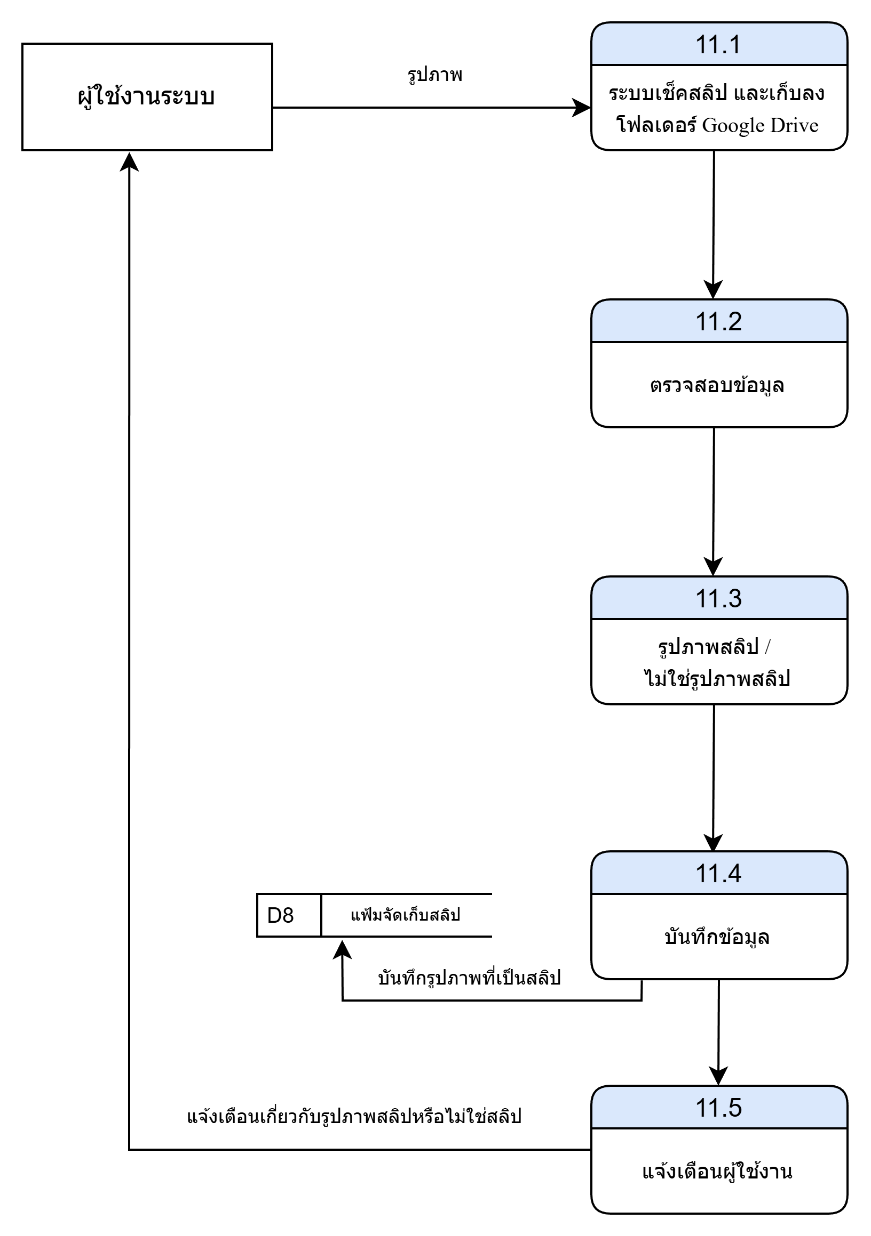 ผู้ใช้งานระบบ
รูปภาพ
11.1
ระบบเช็คสลิป และเก็บลง
โฟลเดอร์ Google Drive
11.2
ตรวจสอบข้อมูล
11.3
รูปภาพสลิป /
ไม่ใช่รูปภาพสลิป
11.4
บันทึกข้อมูล
D8
แฟ้มจัดเก็บสลิป
บันทึกรูปภาพที่เป็นสลิป
11.5
แจ้งเตือนผู้ใช้งาน
แจ้งเตือนเกี่ยวกับรูปภาพสลิปหรือไม่ใช่สลิป